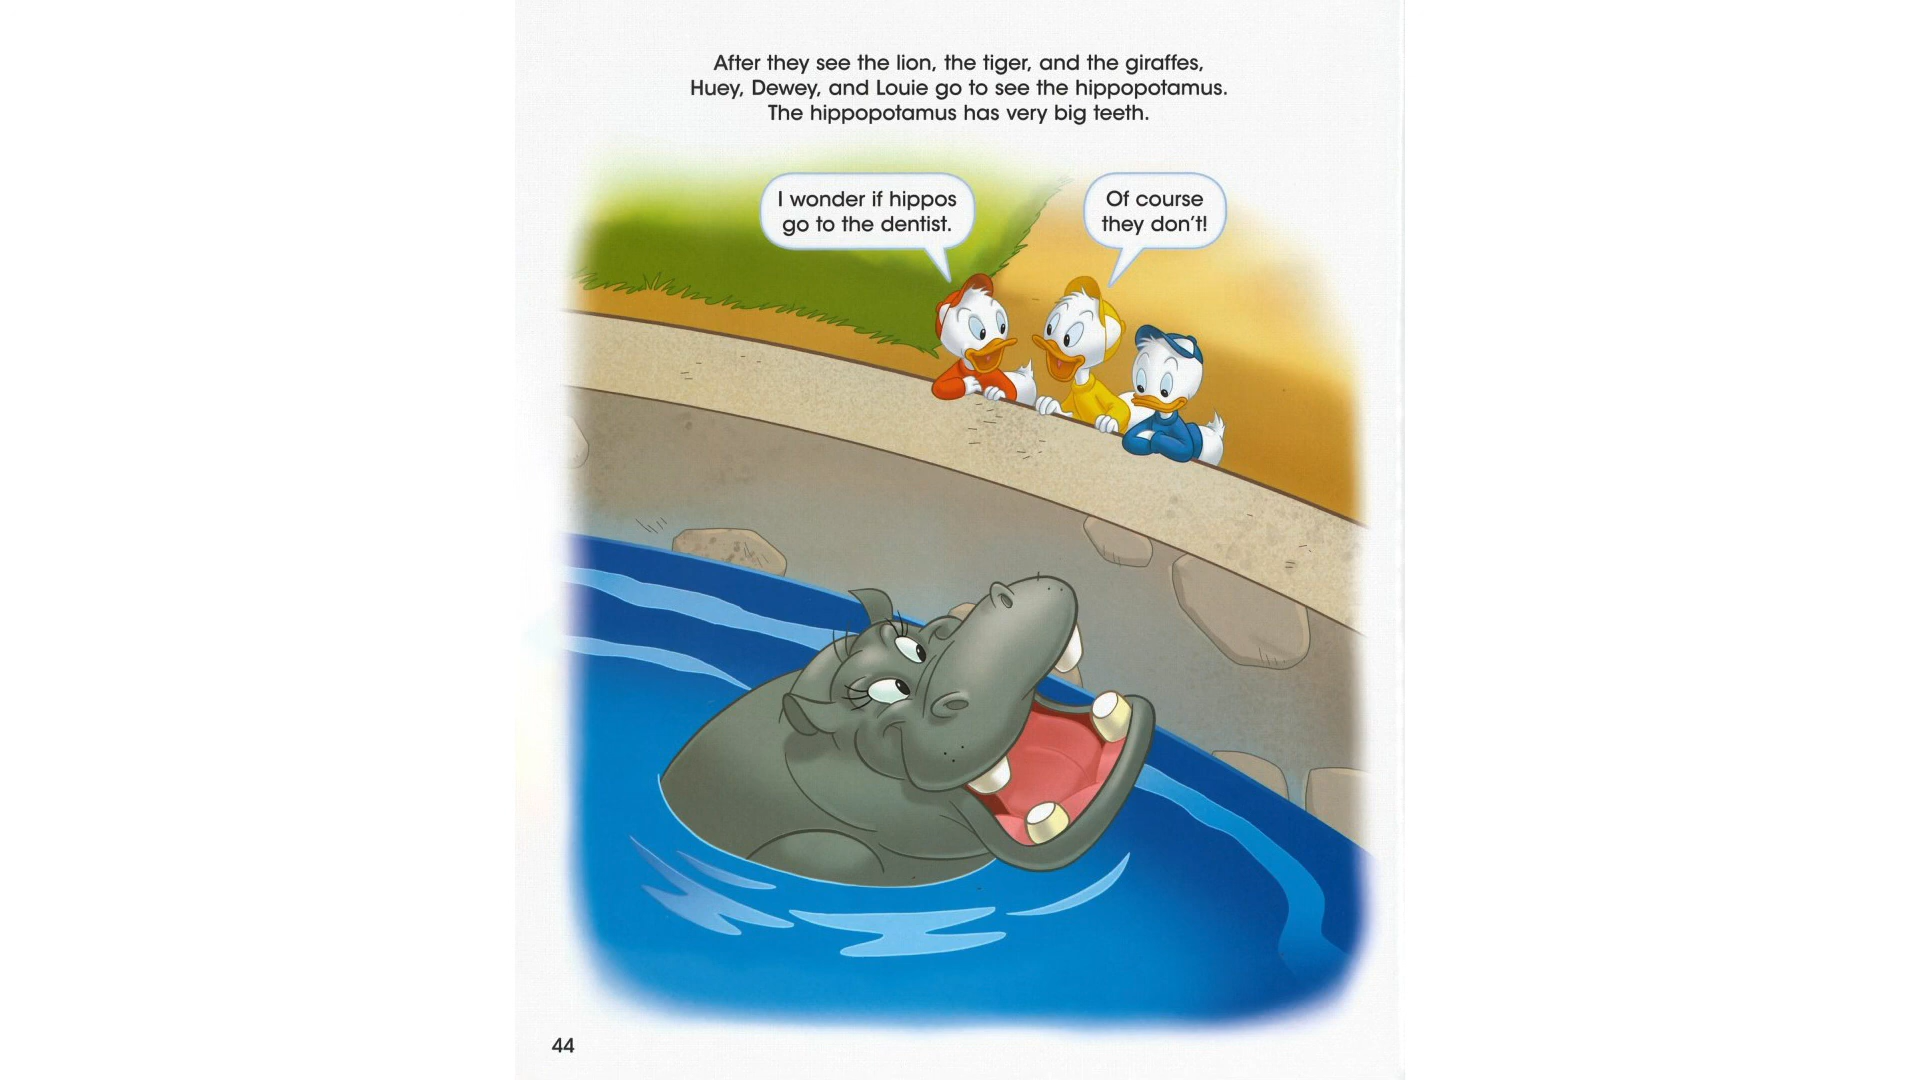 After they see the lion, the tiger, and the giraffes,
Huey, Dewey, and Louie go to see the hippopotamus.
The hippopotamus has very big teeth.
I wonder if hippos
go to the dentist.
Of course
they don't!
44